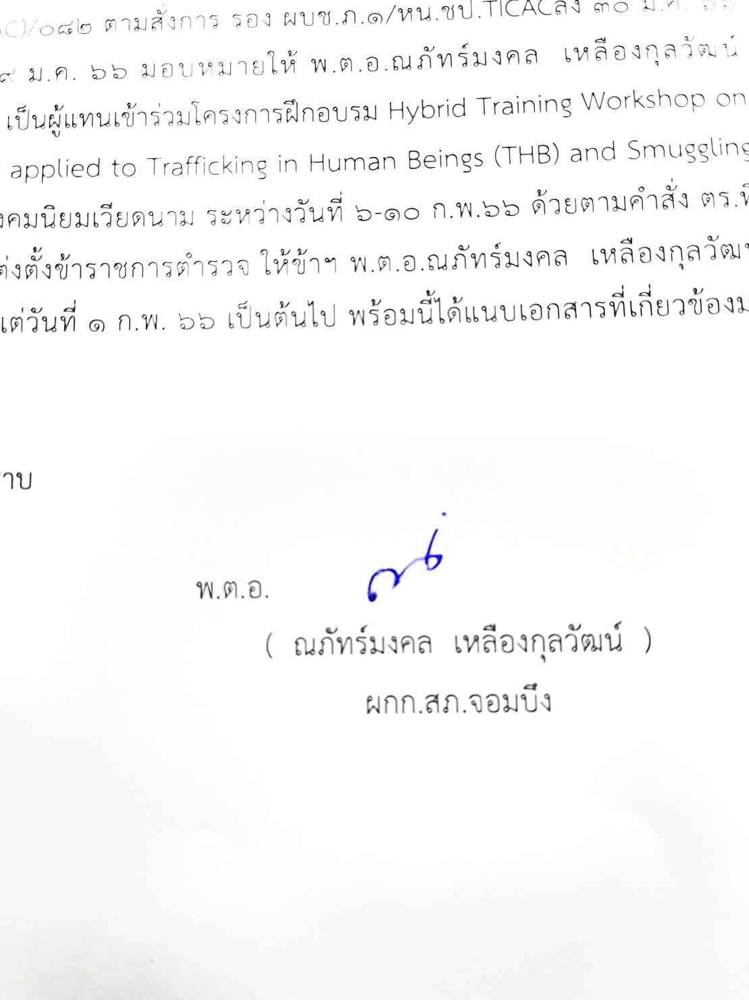 C)/๐๘๒ ตามสั่งการ รอง ผบช.ภ.๑/หน.ชป.TICACลง ๓๐ ม.ค. ๖๖
๙ ม.ค. ๖๖ มอบหมายให้ พ.ต.อ.ณภัทร์มงคล เหลืองกุลวัฒน์
เป็นผู้แทนเข้าร่วมโครงการฝึกอบรม Hybrid Training Workshop on
applied to Trafficking in Human Beings (THB) and Smuggling
งคมนิยมเวียดนาม ระหว่างวันที่ ๖-๑๐ ก.พ.๖๖ ด้วยตามคำสั่ง ตร.ที่
ต่งตั้งข้าราชการตำรวจ ให้ข้าฯ พ.ต.อ.ณภัทร์มงคล เหลืองกุลวัฒน
แต่วันที่ ๑ ก.พ. ๖๖ เป็นต้นไป พร้อมนี้ได้แนบเอกสารที่เกี่ยวข้องม
าบ
พ.ต.อ.
( ณภัทร์มงคล เหลืองกุลวัฒน์ )
ผกก.สภ.จอมบึง